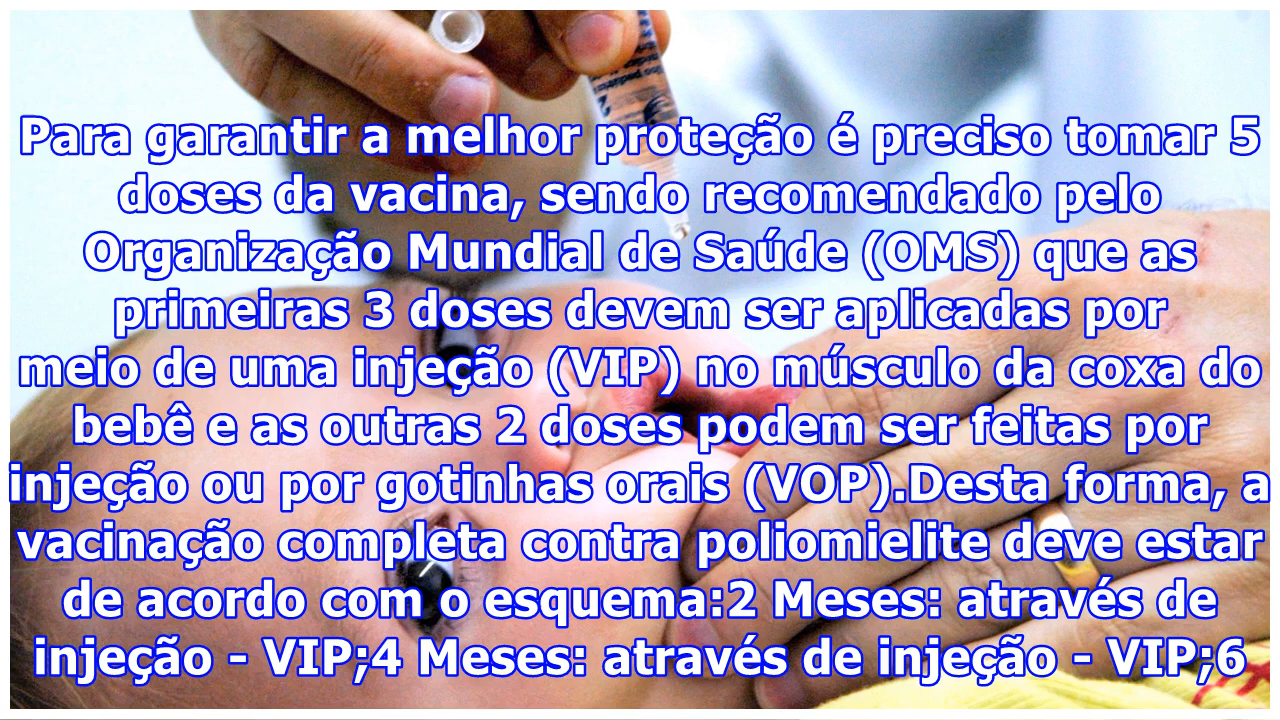 Para garantir a melhor proteção é preciso tomar 5
doses da vacina, sendo recomendado pelo
Organização Mundial de Saúde (OMS) que as
primeiras 3 doses devem ser aplicadas por
meio de uma injeção (VIP) no músculo da coxa do
bebê e as outras 2 doses podem ser feitas por
injeção ou por gotinhas orais (VOP).Desta forma, a
vacinação completa contra poliomielite deve estar
de acordo com o esquema:2 Meses: através de
injeção - VIP;4 Meses: através de injeção - VIP;6